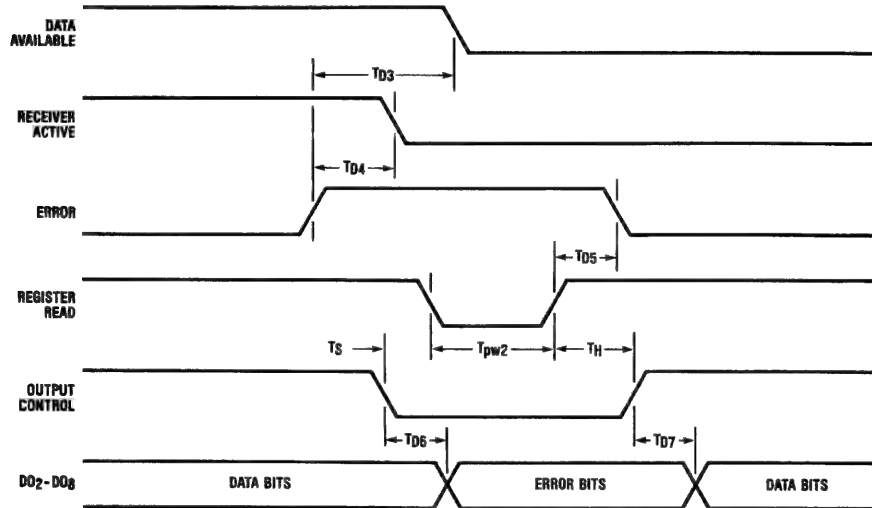 DATA
AVAILABLE
TD3
RECEIVER
ACTIVE
TD4
ERROR
TD5
REGISTER
READ
TS
Tpw2
TH
OUTPUT
CONTROL
TD6
TD7
DO2-DO8
DATA BITS
ERROR BITS
DATA BITS